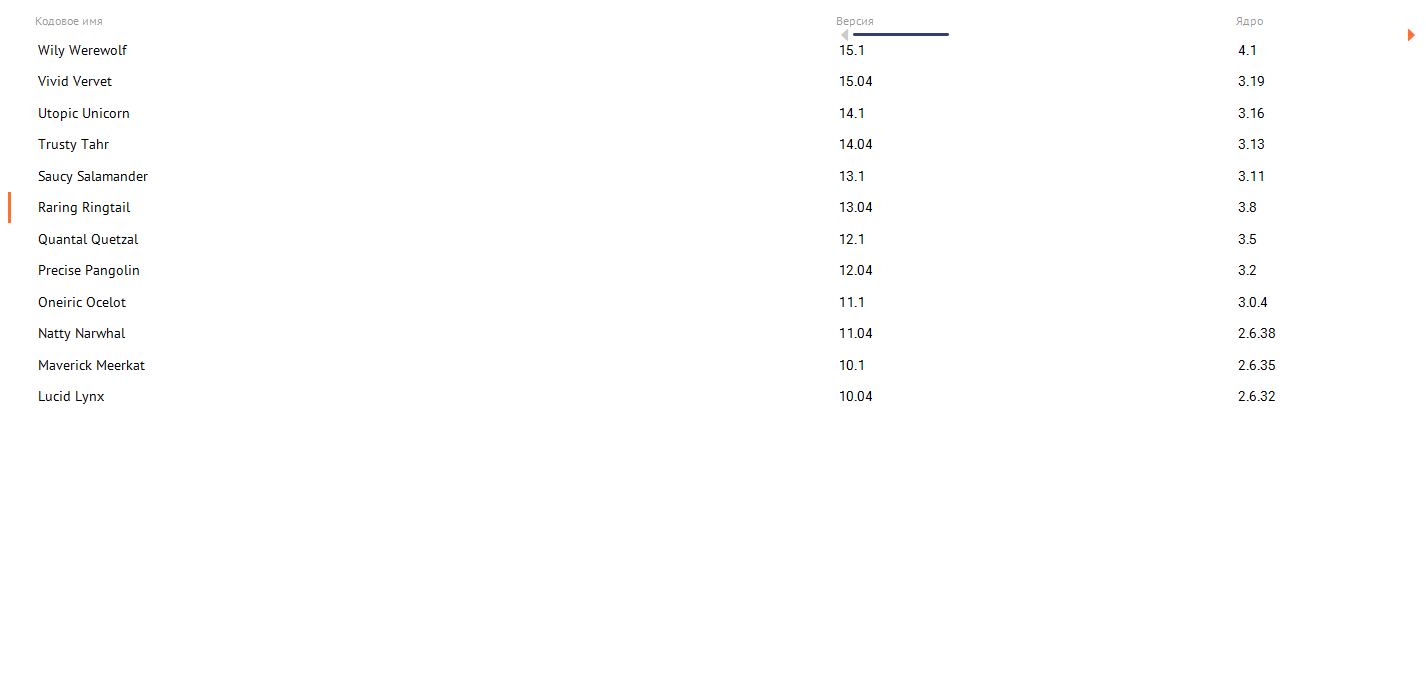 Кодовое имя Версия Ядро
Wily Werewolf 15.1 4.1
Vivid Vervet 15.04 3.19
Utopic Unicorn 14.1 3.16
Trusty Tahr 14.04 3.13
Saucy Salamander 13.1 3.11
Raring Ringtail 13.04 3.8
Quantal Quetzal 12.1 3.5
Precise Pangolin 12.04 3.2
Oneiric Ocelot 11.1 3.0.4
Natty Narwhal 11.04 2.6.38
Maverick Meerkat 10.1 2.6.35
Lucid Lynx 10.04 2.6.32